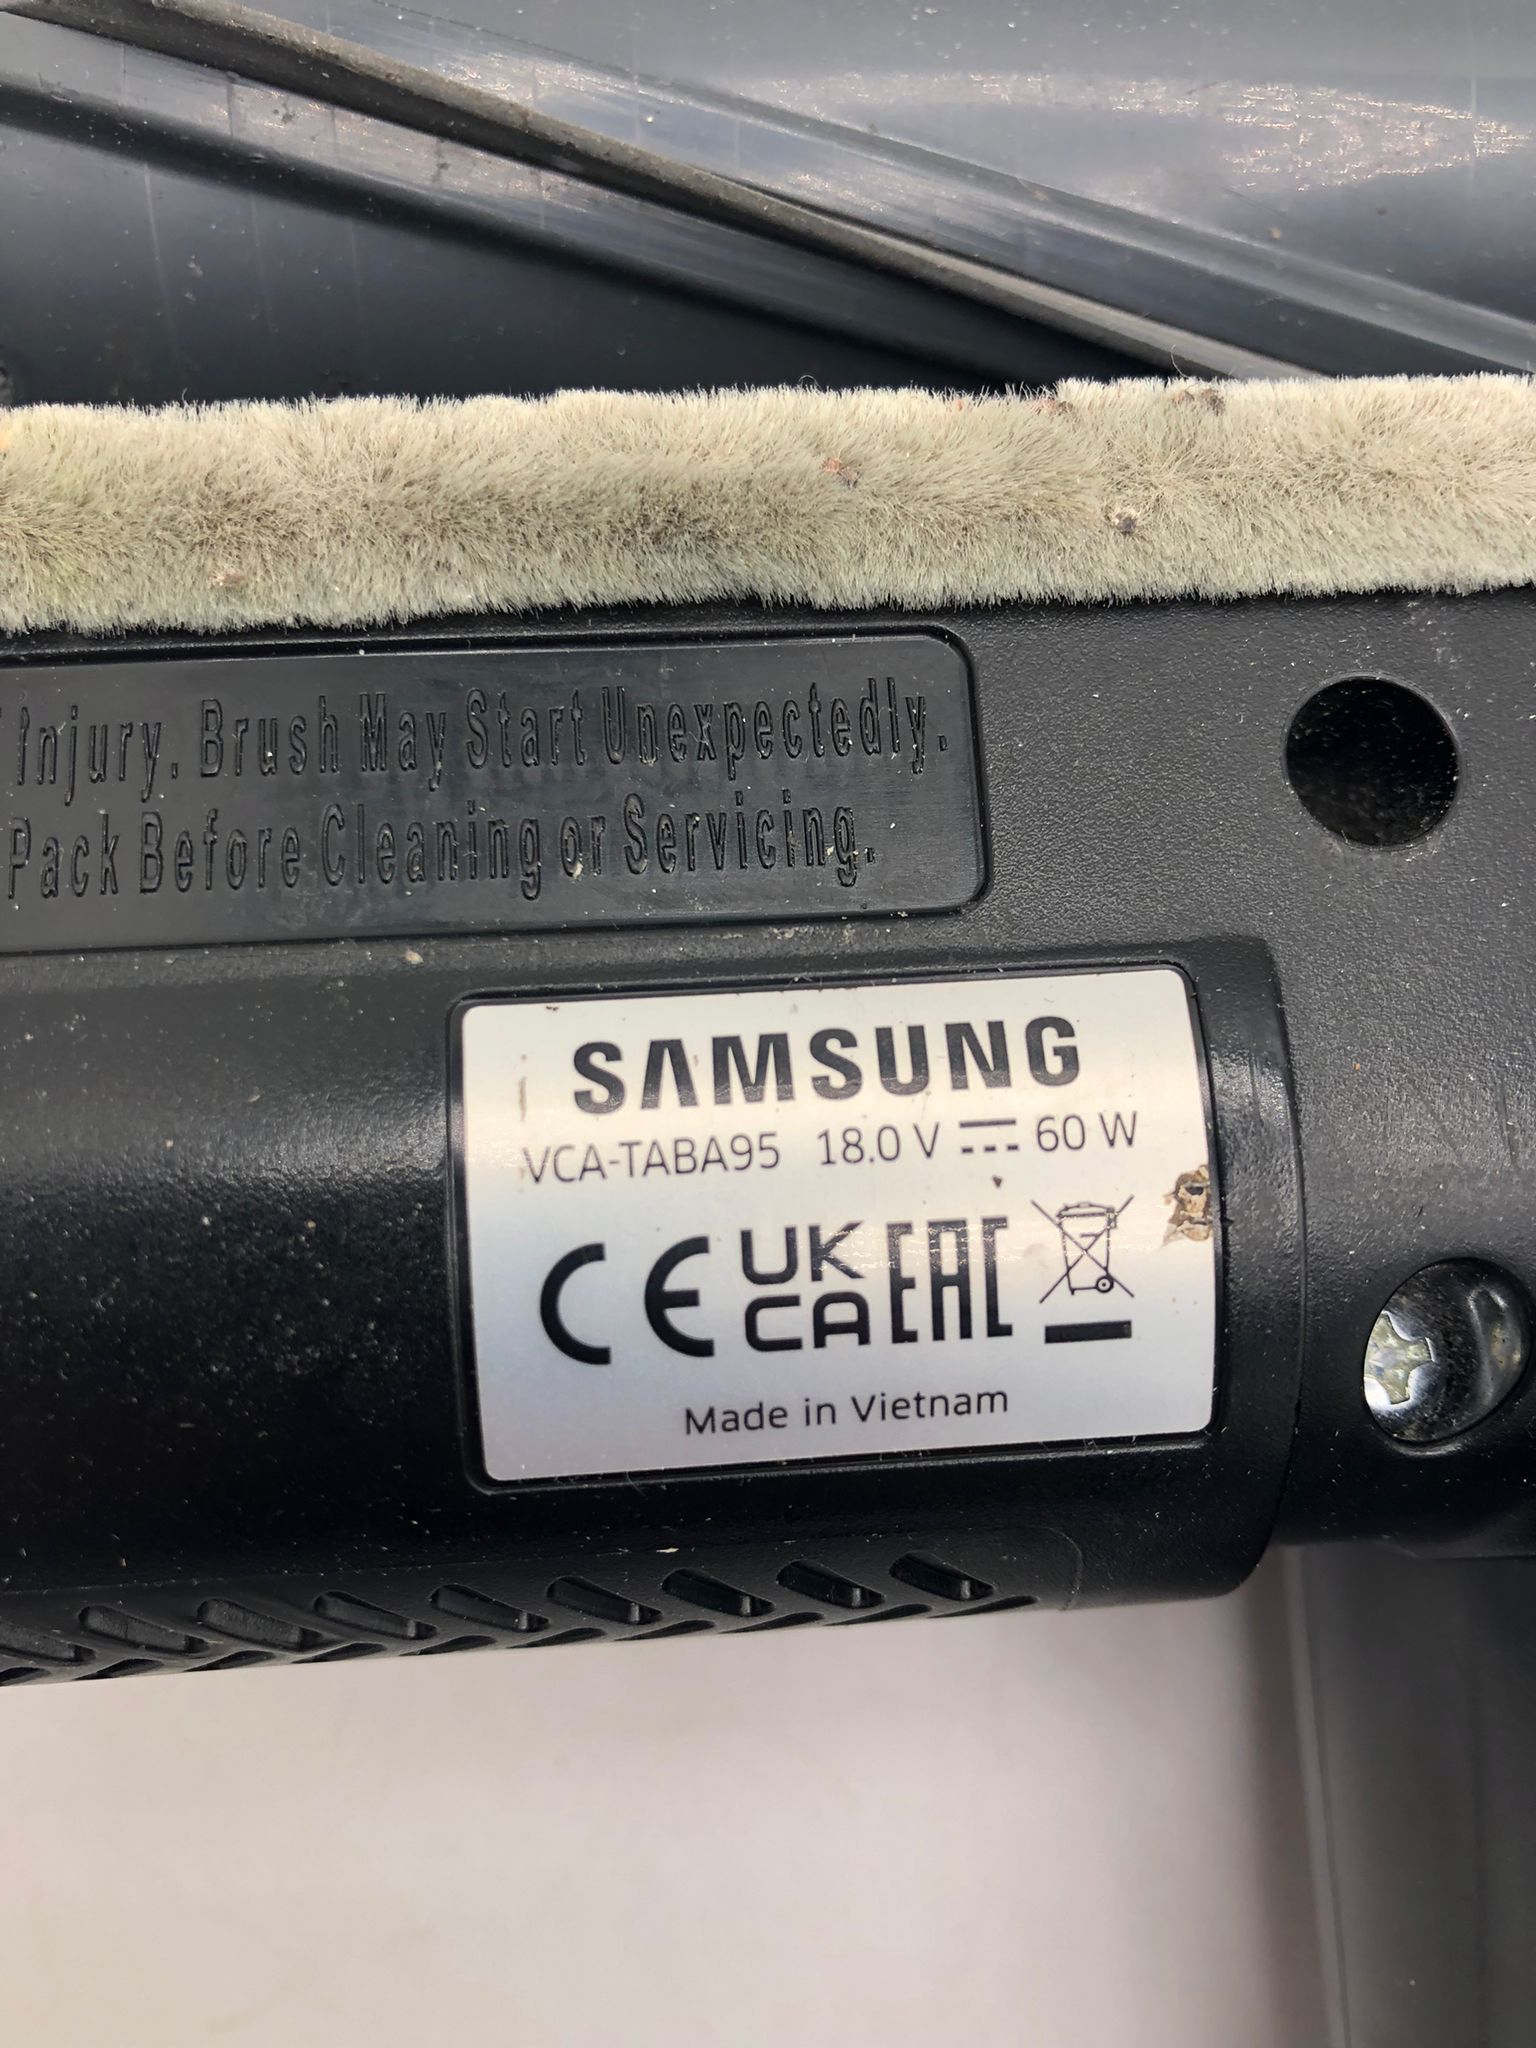 Injury. Brush May Start Unexpectedly.
Pack Before Cleaning or Servicing.
SAMSUNG
VCA-TABA95 18.0 V ⎓ 60 W
CE UK CA EAC
Made in Vietnam